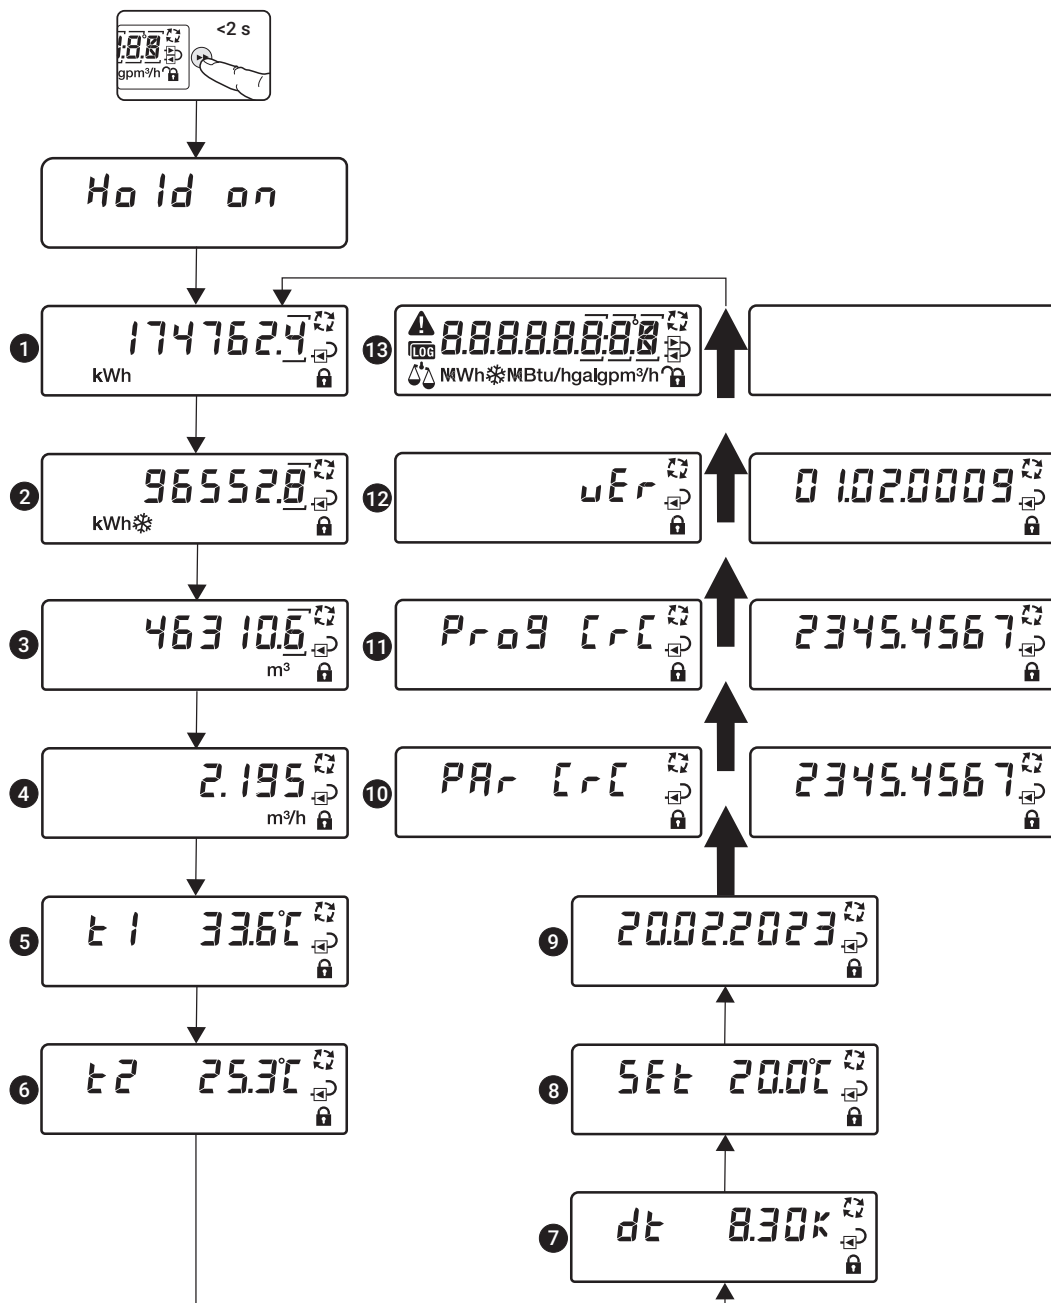 <2 s
8.8
gpm³/h
Hold on
1
174762.4
kWh
2
96552.8
kWh
3
46310.6
m³
4
2.195
m³/h
5
t1 33.6°C
6
t2 25.3°C
7
dt 8.30K
8
SEt 20.0°C
9
20.02.2023
10
PAr CrC
2345.4567
11
Prog CrC
2345.4567
12
vEr
01.02.0009
13
8.8.8.8.8.8.8.8
LOG
MWh MBtu/hgalgpm³/h